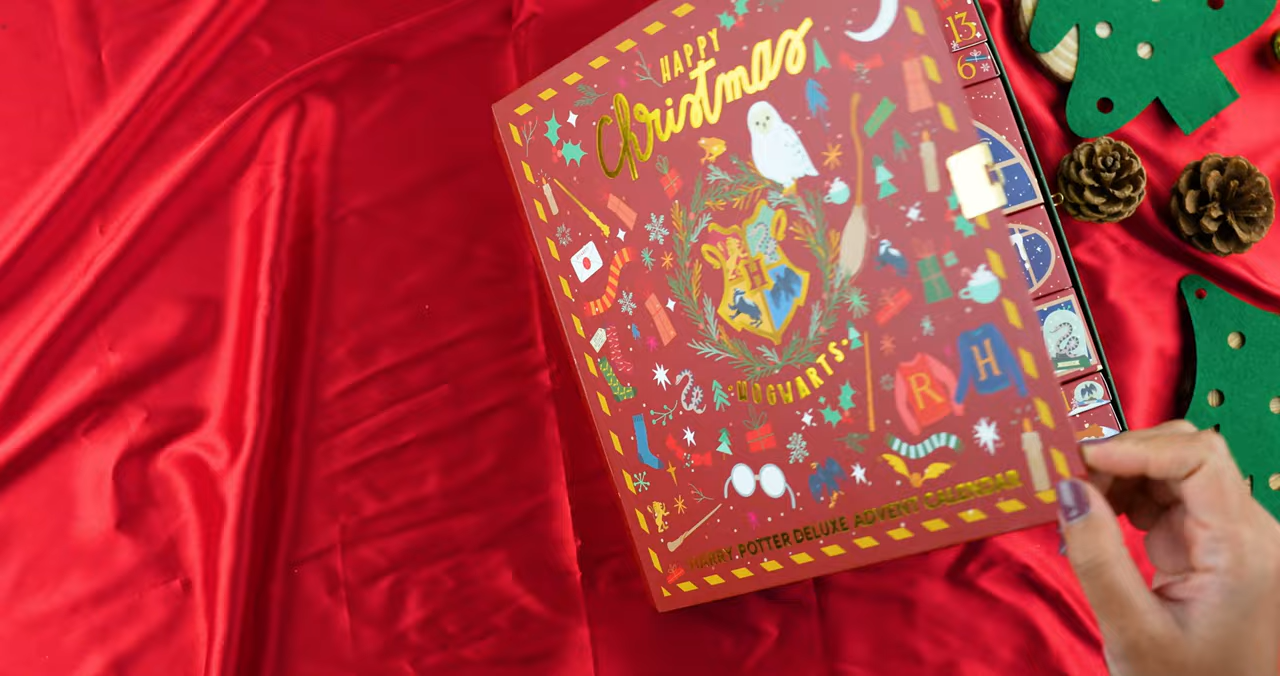 HAPPY
Christmas
13
6
H
HOGWARTS
R
H
HARRY POTTER DELUXE ADVENT CALENDAR